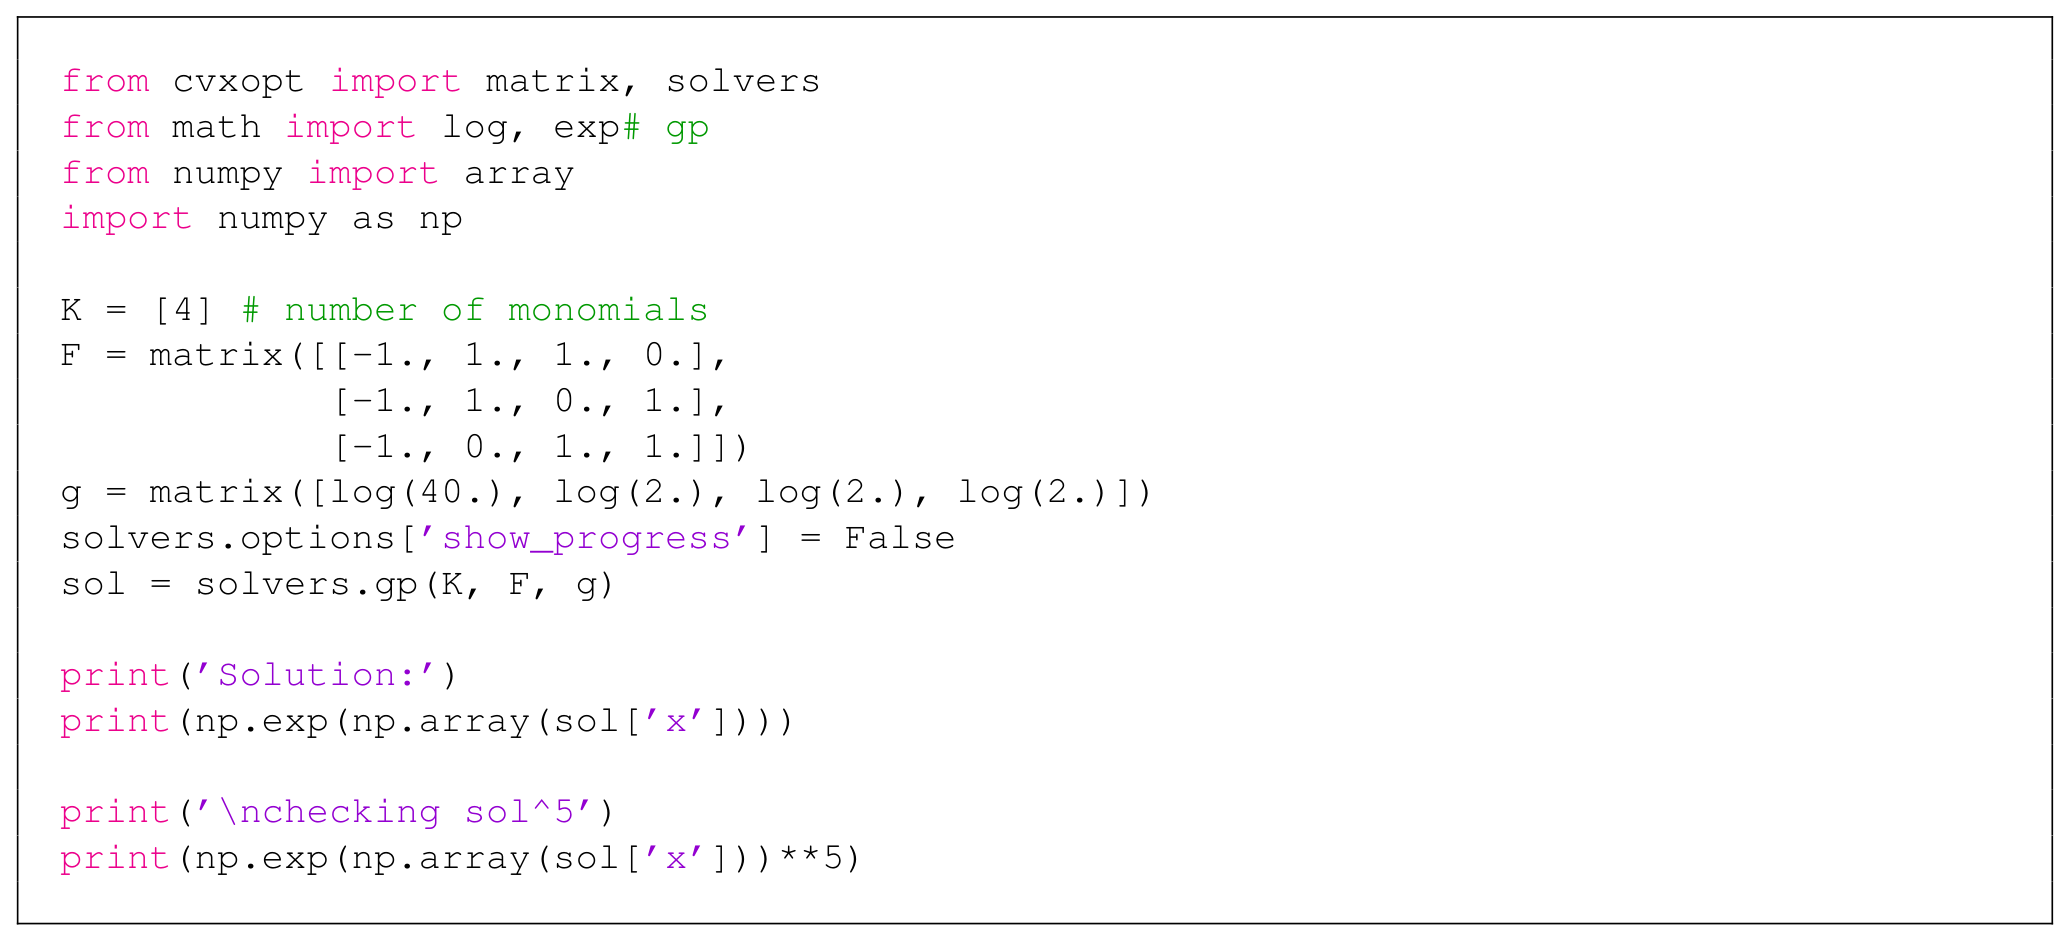 from cvxopt import matrix, solvers
from math import log, exp# gp
from numpy import array
import numpy as np
K = [4] # number of monomials
F = matrix([[-1., 1., 1., 0.],
            [-1., 1., 0., 1.],
            [-1., 0., 1., 1.]])
g = matrix([log(40.), log(2.), log(2.), log(2.)])
solvers.options['show_progress'] = False
sol = solvers.gp(K, F, g)
print('Solution:')
print(np.exp(np.array(sol['x'])))
print('\nchecking sol^5')
print(np.exp(np.array(sol['x']))**5)